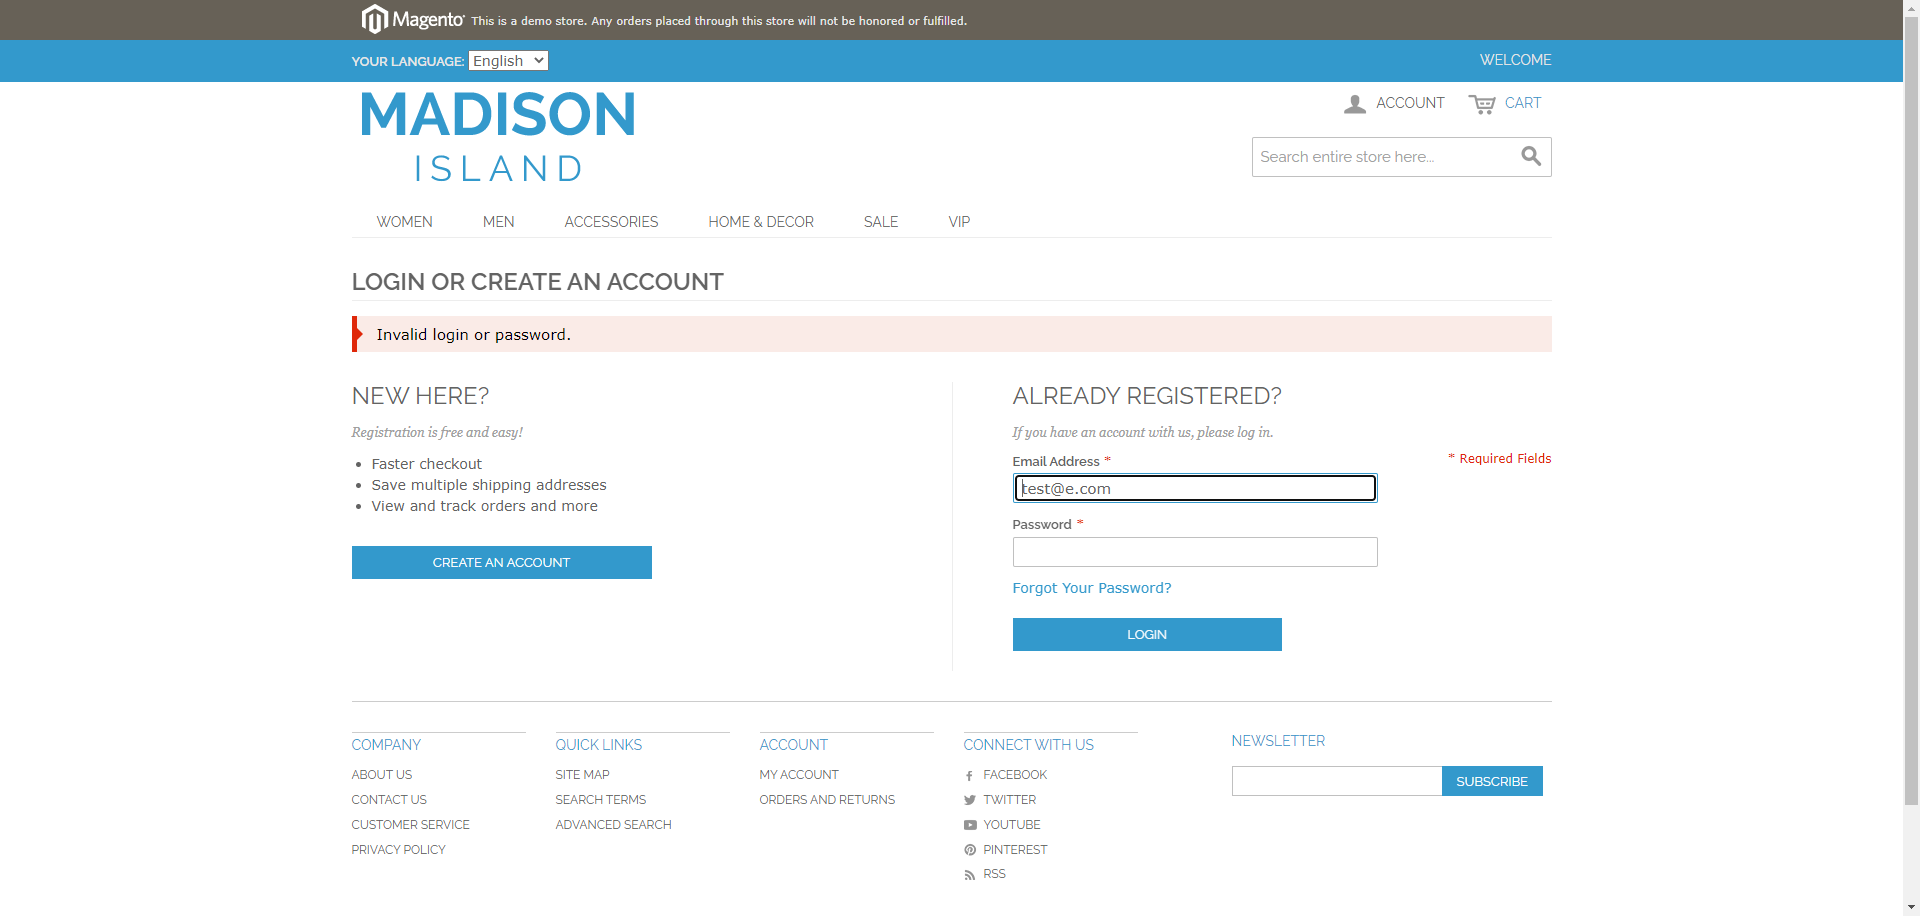 Magento This is a demo store. Any orders placed through this store will not be honored or fulfilled.
YOUR LANGUAGE: English WELCOME
MADISON
ISLAND
ACCOUNT CART
Search entire store here...
WOMEN MEN ACCESSORIES HOME & DECOR SALE VIP
LOGIN OR CREATE AN ACCOUNT
Invalid login or password.
NEW HERE?
Registration is free and easy!
Faster checkout
Save multiple shipping addresses
View and track orders and more
CREATE AN ACCOUNT
ALREADY REGISTERED?
If you have an account with us, please log in.
* Required Fields
Email Address *
test@e.com
Password *
Forgot Your Password?
LOGIN
COMPANY
ABOUT US
CONTACT US
CUSTOMER SERVICE
PRIVACY POLICY
QUICK LINKS
SITE MAP
SEARCH TERMS
ADVANCED SEARCH
ACCOUNT
MY ACCOUNT
ORDERS AND RETURNS
CONNECT WITH US
FACEBOOK
TWITTER
YOUTUBE
PINTEREST
RSS
NEWSLETTER
SUBSCRIBE